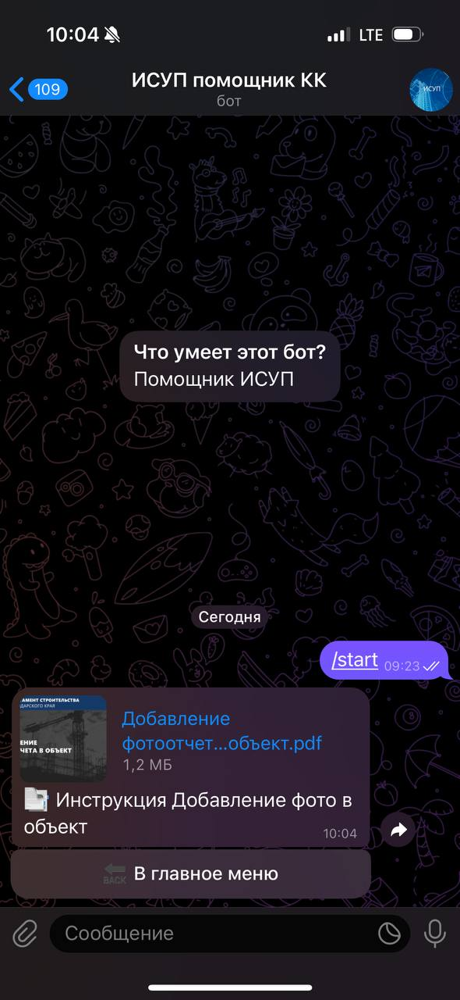 10:04
LTE
109
ИСУП помощник КК
бот
ИСУП
Что умеет этот бот?
Помощник ИСУП
Сегодня
/start 09:23
АМЕНТ СТРОИТЕЛЬСТВА
ДАРСКОГО КРАЯ
ЕНИЕ
ЧЕТА В ОБЪЕКТ
Добавление
фотоотчет...объект.pdf
1,2 МБ
Инструкция Добавление фото в
объект
10:04
BACK В главное меню
Сообщение